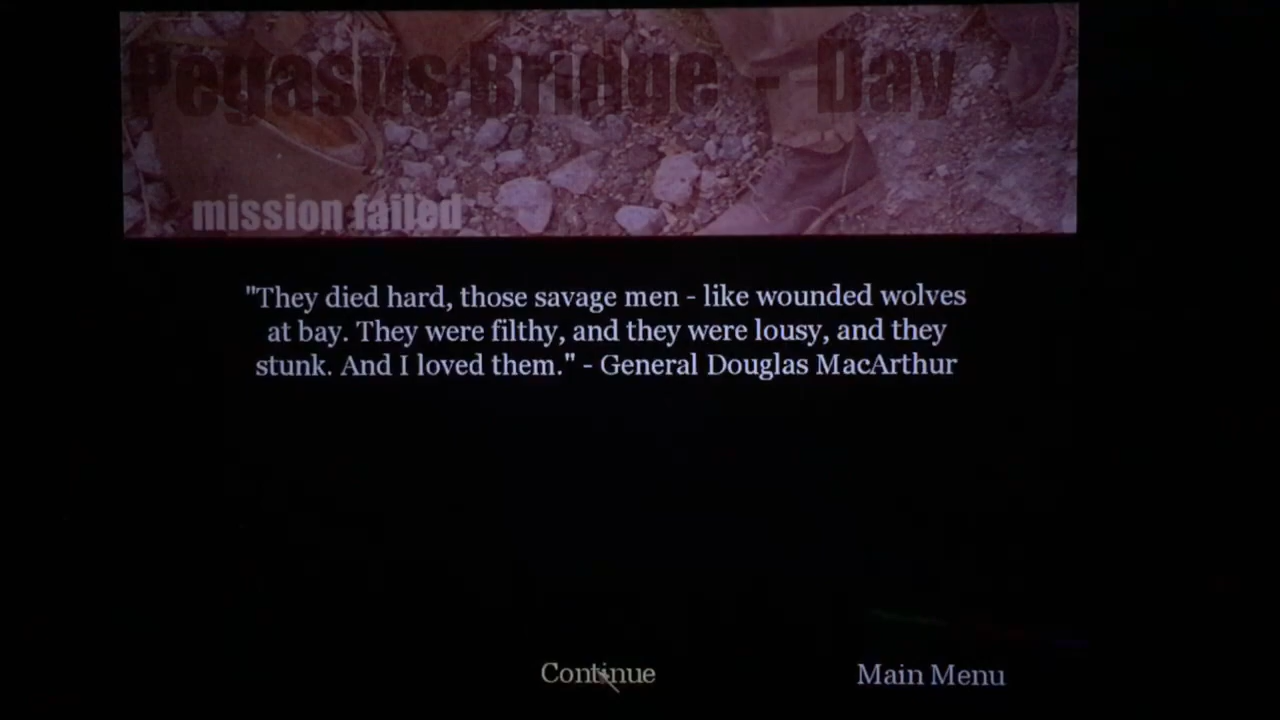 Pegasus Bridge - Day
mission failed
"They died hard, those savage men - like wounded wolves
at bay. They were filthy, and they were lousy, and they
stunk. And I loved them." - General Douglas MacArthur
Continue
Main Menu